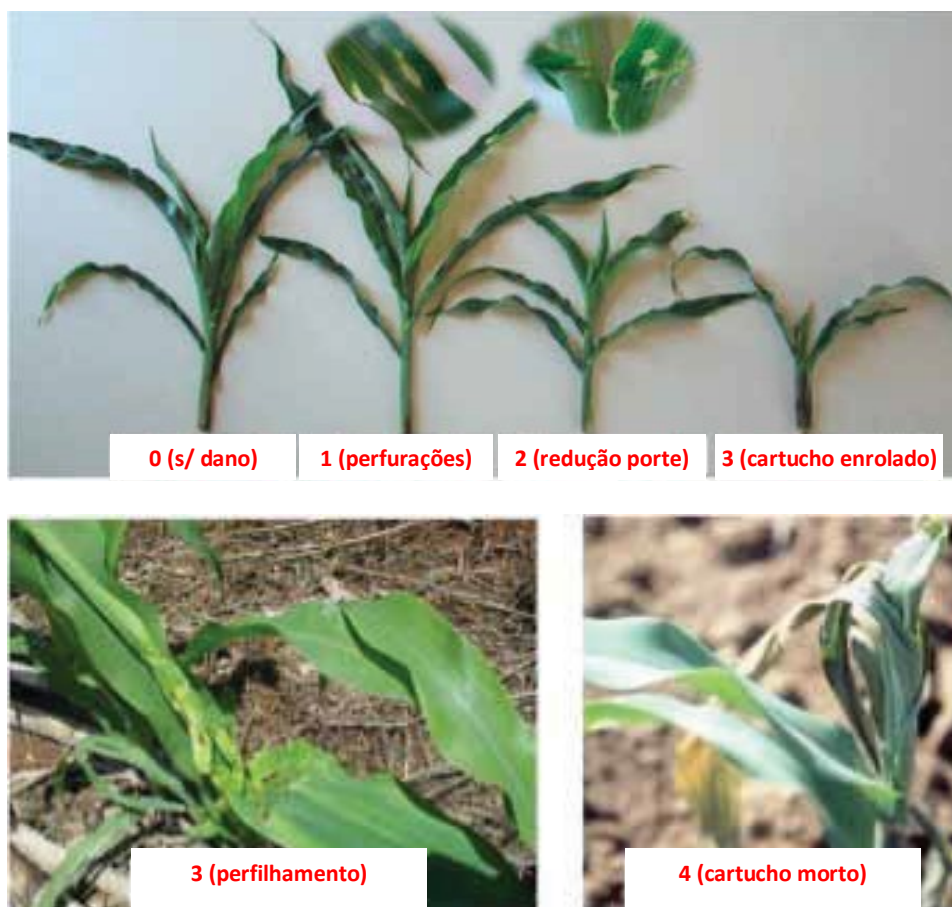 0 (s/ dano)
1 (perfurações)
2 (redução porte)
3 (cartucho enrolado)
3 (perfilhamento)
4 (cartucho morto)